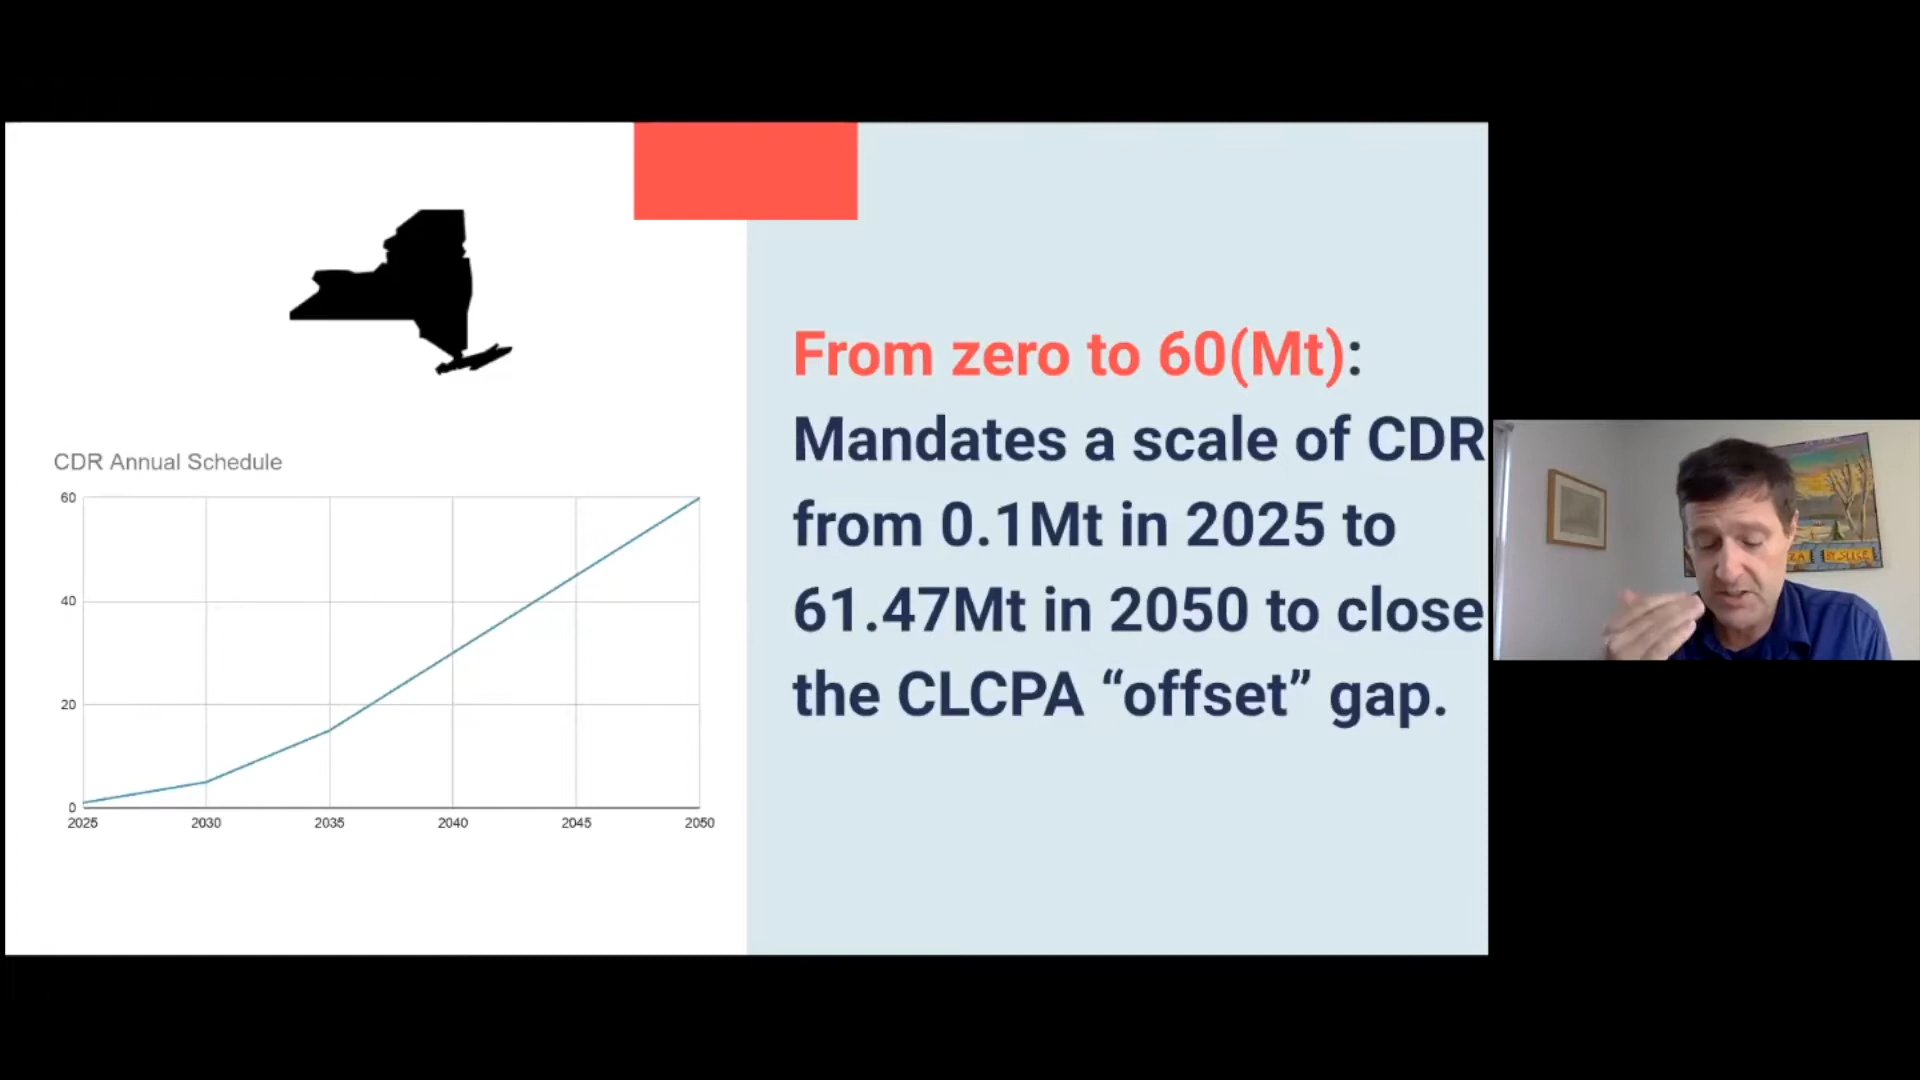 From zero to 60(Mt):
Mandates a scale of CDR
from 0.1Mt in 2025 to
61.47Mt in 2050 to close
the CLCPA “offset” gap.
CDR Annual Schedule
60
40
20
0
2025 2030 2035 2040 2045 2050
BY SLICE